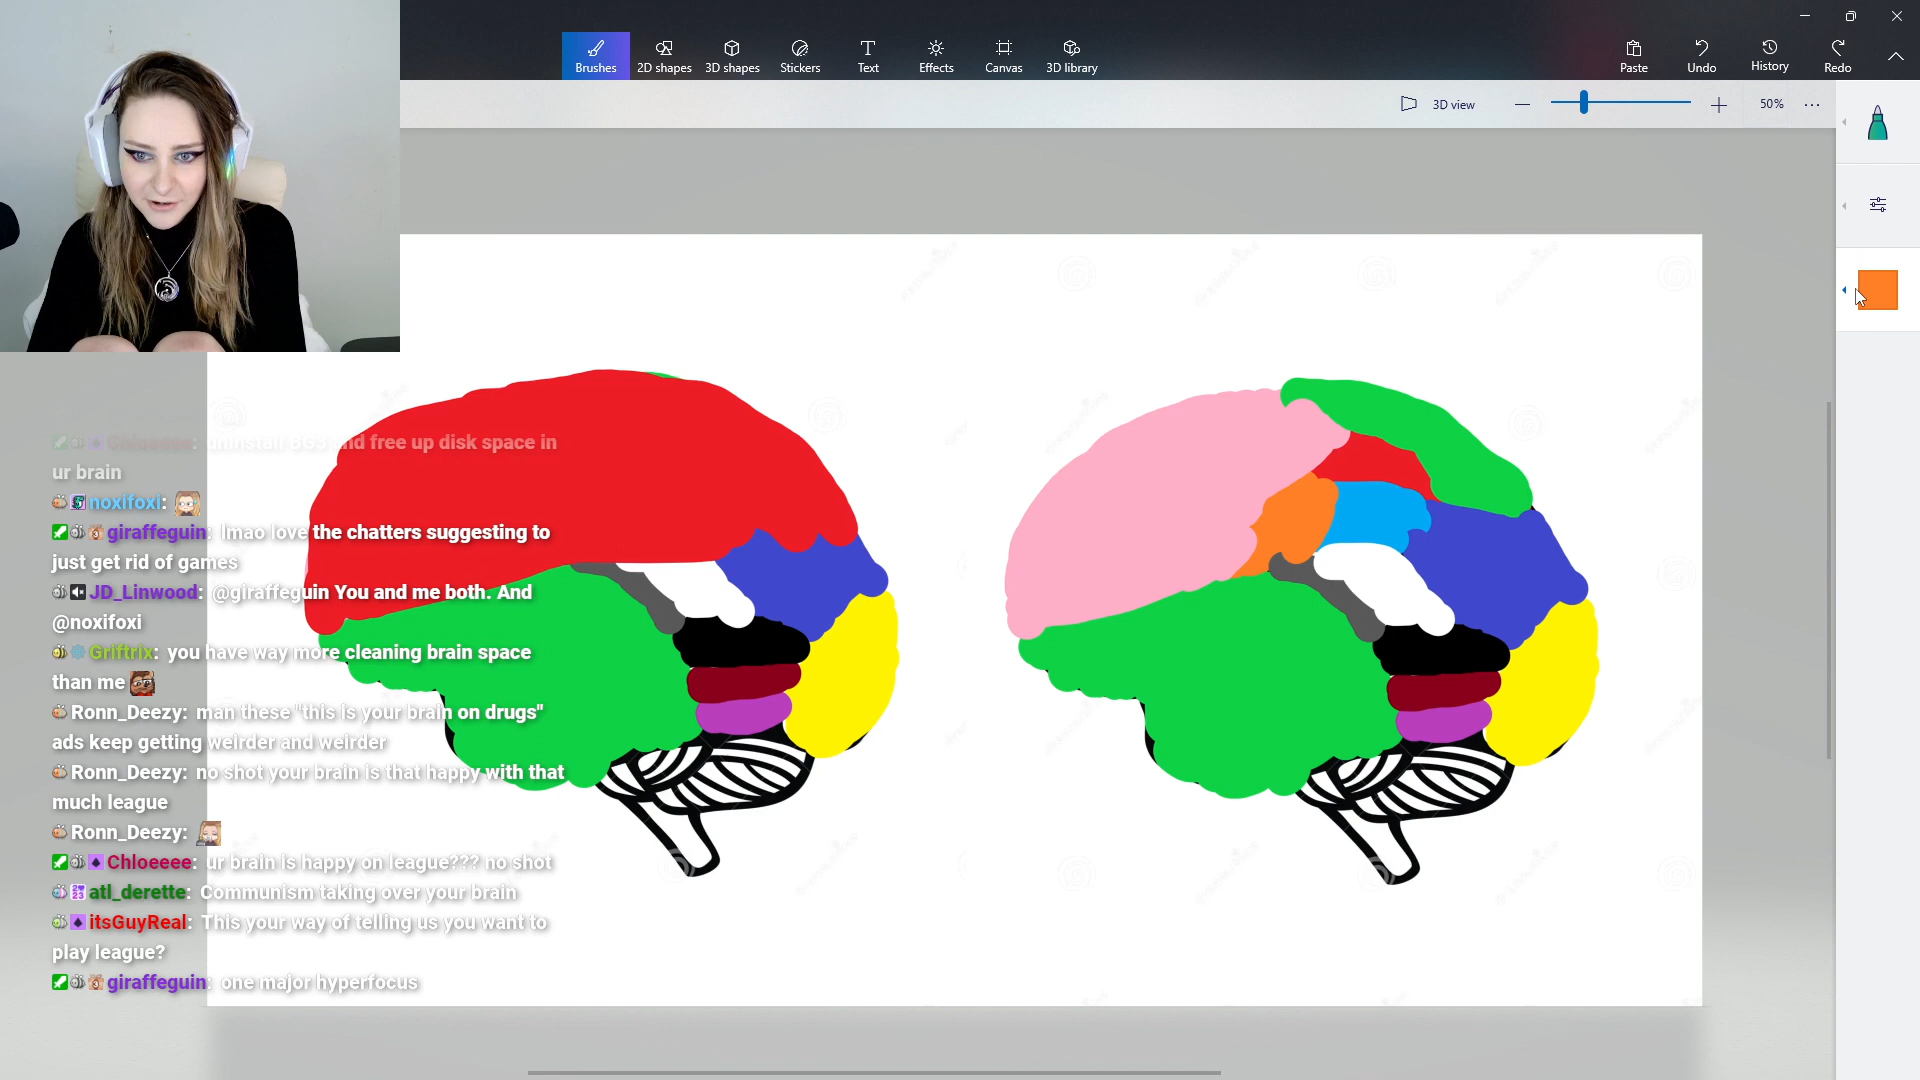 Brushes
2D shapes
3D shapes
Stickers
Text
Effects
Canvas
3D library
Paste
Undo
History
Redo
3D view
50%
Chloeeee: uninstall BG3 and free up disk space in
ur brain
noxifoxi:
giraffeguin: lmao love the chatters suggesting to
just get rid of games
JD_Linwood: @giraffeguin You and me both. And
@noxifoxi
Griftrix: you have way more cleaning brain space
than me
Ronn_Deezy: man these "this is your brain on drugs"
ads keep getting weirder and weirder
Ronn_Deezy: no shot your brain is that happy with that
much league
Ronn_Deezy:
Chloeeee: ur brain is happy on league??? no shot
atl_derette: Communism taking over your brain
itsGuyReal: This your way of telling us you want to
play league?
giraffeguin: one major hyperfocus